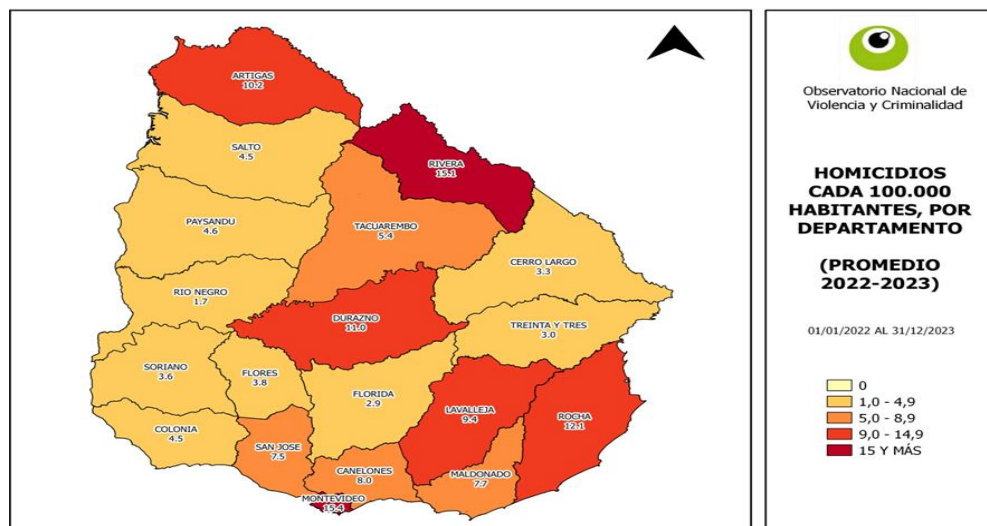 ARTIGAS
10.2
SALTO
4.5
RIVERA
15.1
PAYSANDU
4.6
TACUAREMBO
5.4
CERRO LARGO
3.3
RIO NEGRO
1.7
DURAZNO
11.0
TREINTA Y TRES
3.0
SORIANO
3.6
FLORES
3.8
FLORIDA
2.9
LAVALLEJA
9.4
ROCHA
12.1
COLONIA
4.5
SAN JOSE
7.5
CANELONES
8.0
MALDONADO
7.7
MONTEVIDEO
15.4
Observatorio Nacional de
Violencia y Criminalidad
HOMICIDIOS
CADA 100.000
HABITANTES, POR
DEPARTAMENTO
(PROMEDIO
2022-2023)
01/01/2022 AL 31/12/2023
0
1,0 - 4,9
5,0 - 8,9
9,0 - 14,9
15 Y MÁS